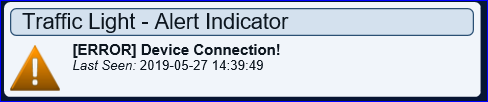 Traffic Light - Alert Indicator
[ERROR] Device Connection!
Last Seen: 2019-05-27 14:39:49